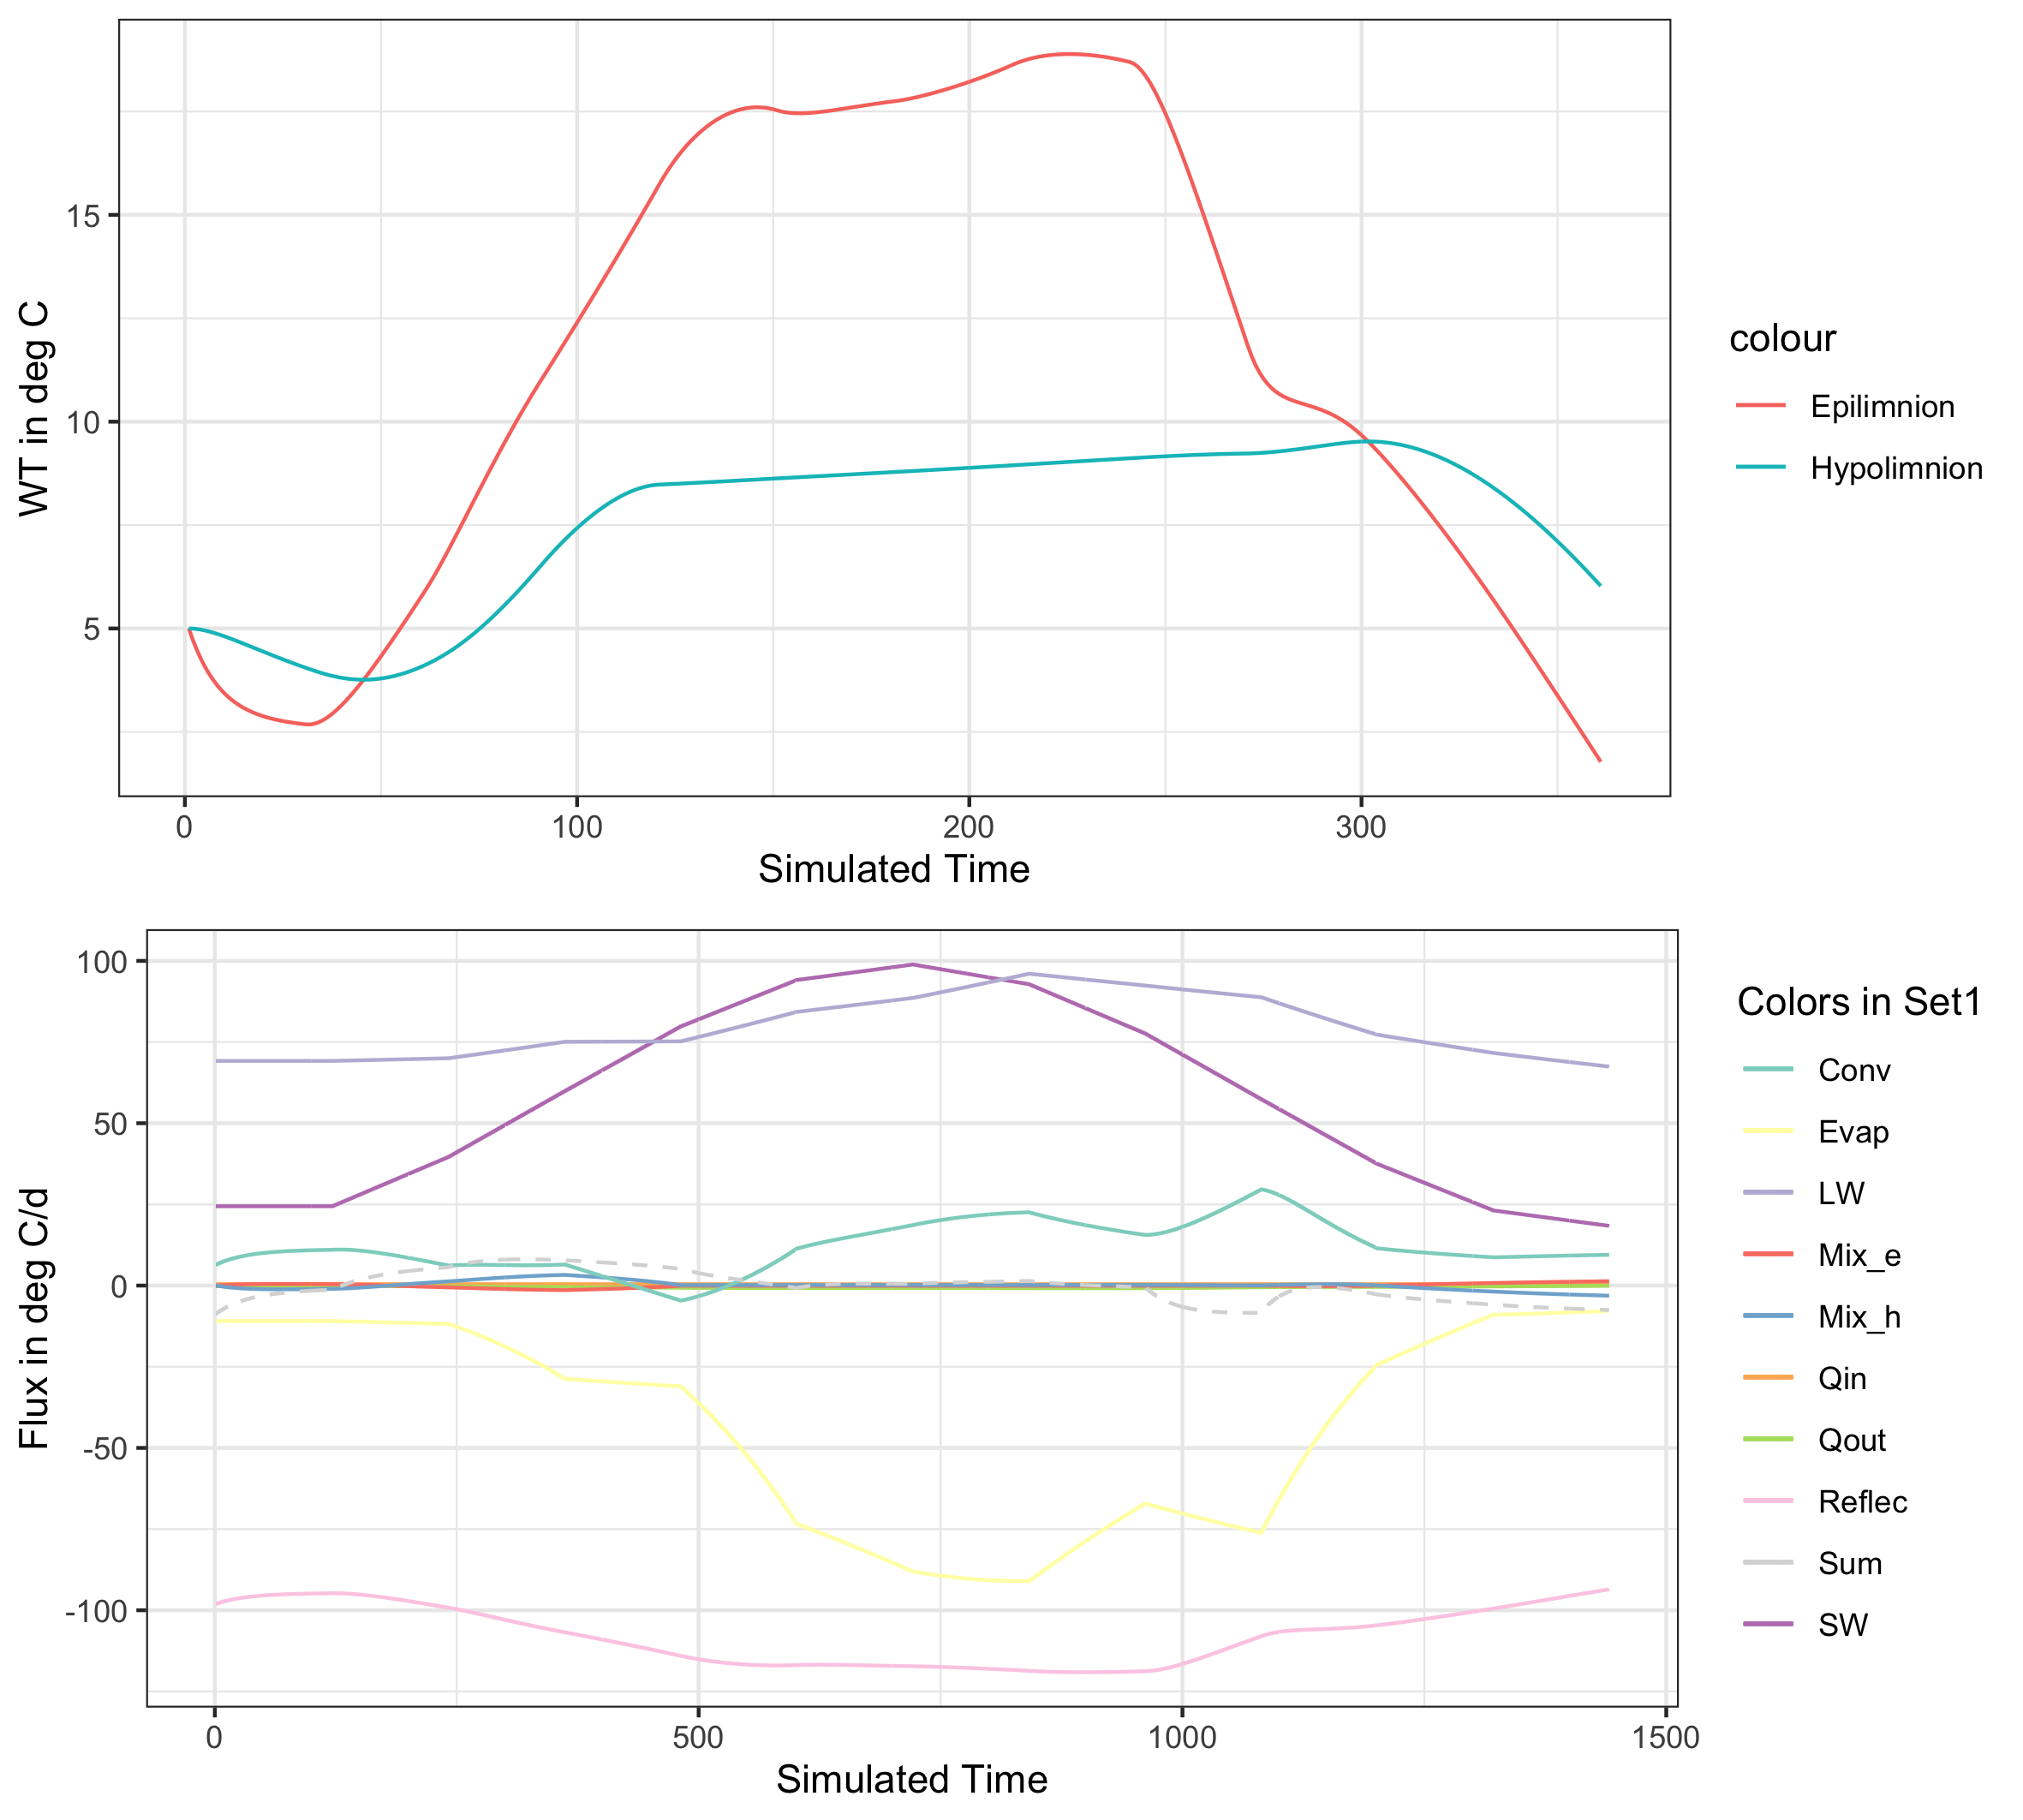 WT in deg C
15
10
5
0
100
200
300
Simulated Time
colour
Epilimnion
Hypolimnion
Flux in deg C/d
100
50
0
-50
-100
0
500
1000
1500
Simulated Time
Colors in Set1
Conv
Evap
LW
Mix_e
Mix_h
Qin
Qout
Reflec
Sum
SW